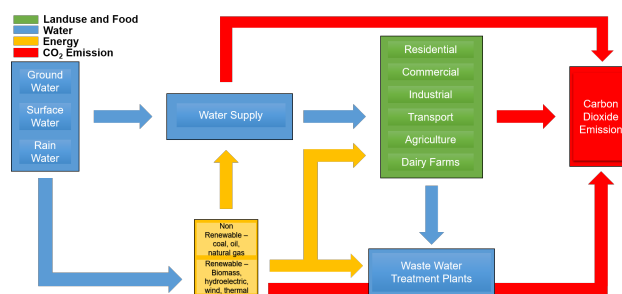 Landuse and Food
Water
Energy
CO2 Emission
Ground
Water
Surface
Water
Rain
Water
Water Supply
Non
Renewable –
coal, oil,
natural gas
Renewable –
Biomass,
hydroelectric,
wind, thermal
Residential
Commercial
Industrial
Transport
Agriculture
Dairy Farms
Waste Water
Treatment Plants
Carbon
Dioxide
Emission